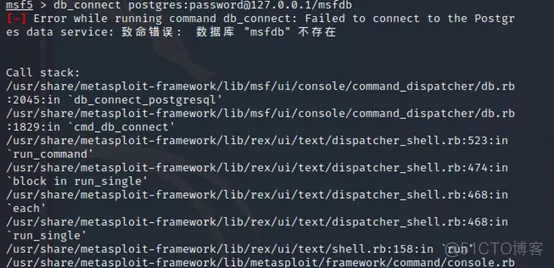 msf5 > db_connect postgres:password@127.0.0.1/msfdb
[-] Error while running command db_connect: Failed to connect to the Postgr
es data service: 致命错误:  数据库 "msfdb" 不存在
Call stack:
/usr/share/metasploit-framework/lib/msf/ui/console/command_dispatcher/db.rb
:2045:in `db_connect_postgresql'
/usr/share/metasploit-framework/lib/msf/ui/console/command_dispatcher/db.rb
:1829:in `cmd_db_connect'
/usr/share/metasploit-framework/lib/rex/ui/text/dispatcher_shell.rb:523:in
`run_command'
/usr/share/metasploit-framework/lib/rex/ui/text/dispatcher_shell.rb:474:in
`block in run_single'
/usr/share/metasploit-framework/lib/rex/ui/text/dispatcher_shell.rb:468:in
`each'
/usr/share/metasploit-framework/lib/rex/ui/text/dispatcher_shell.rb:468:in
`run_single'
/usr/share/metasploit-framework/lib/rex/ui/text/shell.rb:158:in `run'
/usr/share/metasploit-framework/lib/metasploit/framework/command/console.rb
@51CTO博客